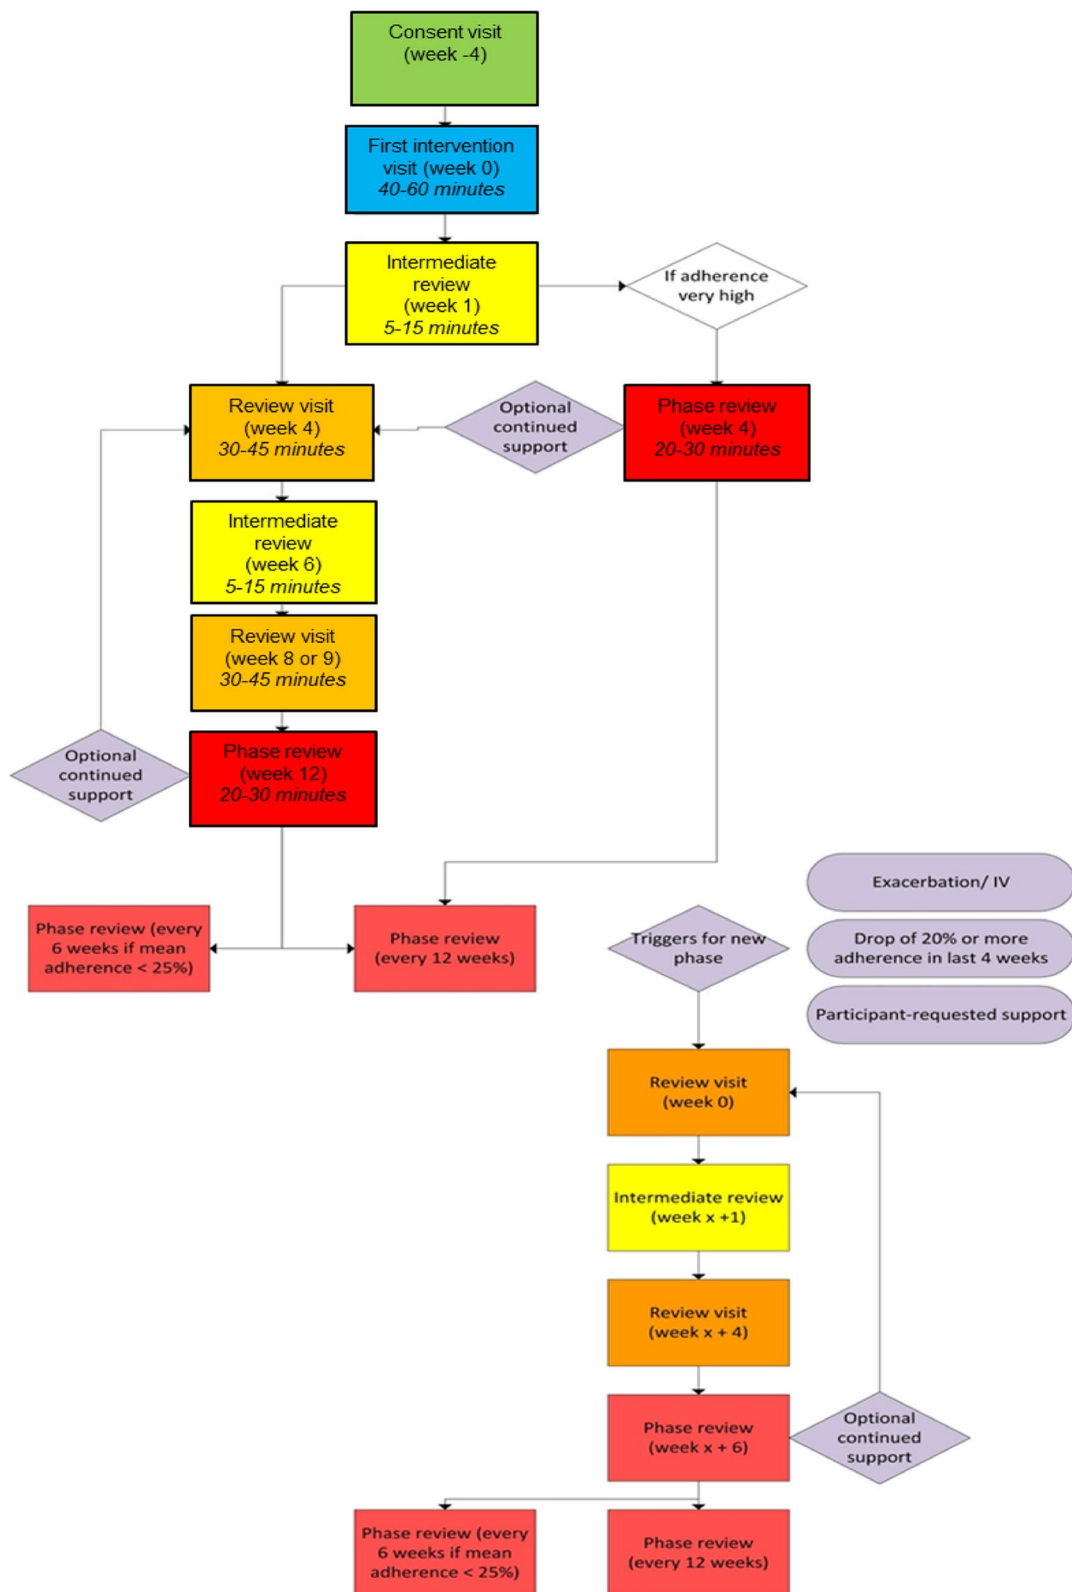 Consent visit
(week -4)
First intervention
visit (week 0)
40-60 minutes
Intermediate
review
(week 1)
5-15 minutes
If adherence
very high
Review visit
(week 4)
30-45 minutes
Optional
continued
support
Phase review
(week 4)
20-30 minutes
Intermediate
review
(week 6)
5-15 minutes
Review visit
(week 8 or 9)
30-45 minutes
Optional
continued
support
Phase review
(week 12)
20-30 minutes
Phase review (every
6 weeks if mean
adherence < 25%)
Phase review
(every 12 weeks)
Triggers for new
phase
Exacerbation/ IV
Drop of 20% or more
adherence in last 4 weeks
Participant-requested support
Review visit
(week 0)
Intermediate review
(week x +1)
Review visit
(week x + 4)
Phase review
(week x + 6)
Optional
continued
support
Phase review (every
6 weeks if mean
adherence < 25%)
Phase review
(every 12 weeks)